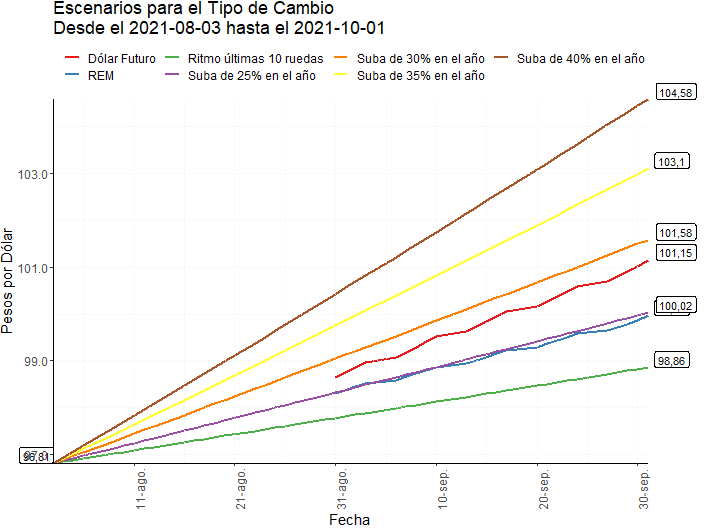 Escenarios para el Tipo de Cambio
Desde el 2021-08-03 hasta el 2021-10-01
Dólar Futuro
Ritmo últimas 10 ruedas
Suba de 30% en el año
Suba de 40% en el año
REM
Suba de 25% en el año
Suba de 35% en el año
104,58
103,1
101,58
101,15
100,02
98,86
96,81
103.0
101.0
99.0
Pesos por Dólar
11-ago.
21-ago.
31-ago.
10-sep.
20-sep.
30-sep.
Fecha